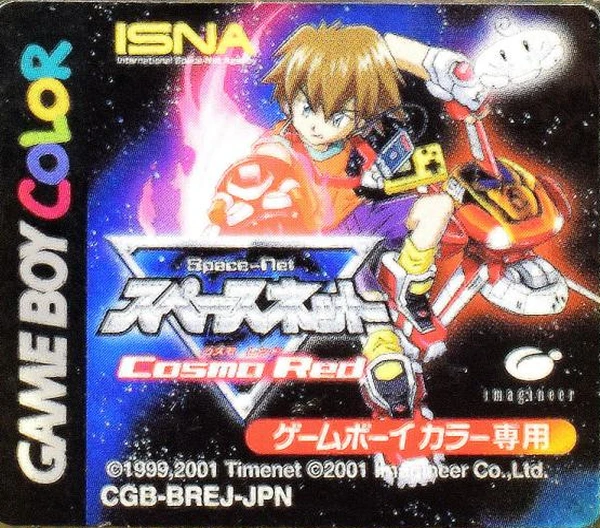 GAME BOY COLOR
ISNA
International Space-Net Agency
Space-Net
スペースネット
コスモ レッド
Cosmo Red
imagineer
ゲームボーイ カラー専用
©1999,2001 Timenet ©2001 Imagineer Co.,Ltd.
CGB-BREJ-JPN